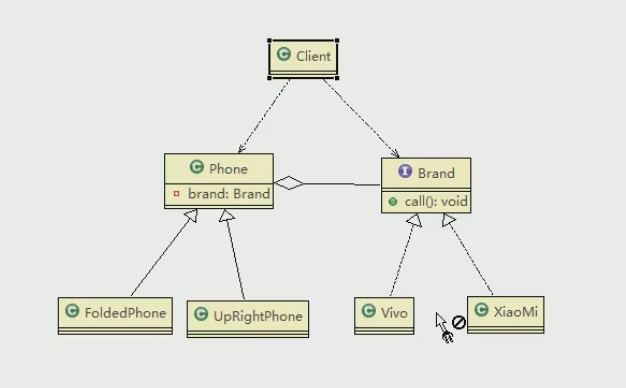 C Client
C Phone
brand: Brand
I Brand
call(): void
C FoldedPhone
C UpRightPhone
C Vivo
C XiaoMi